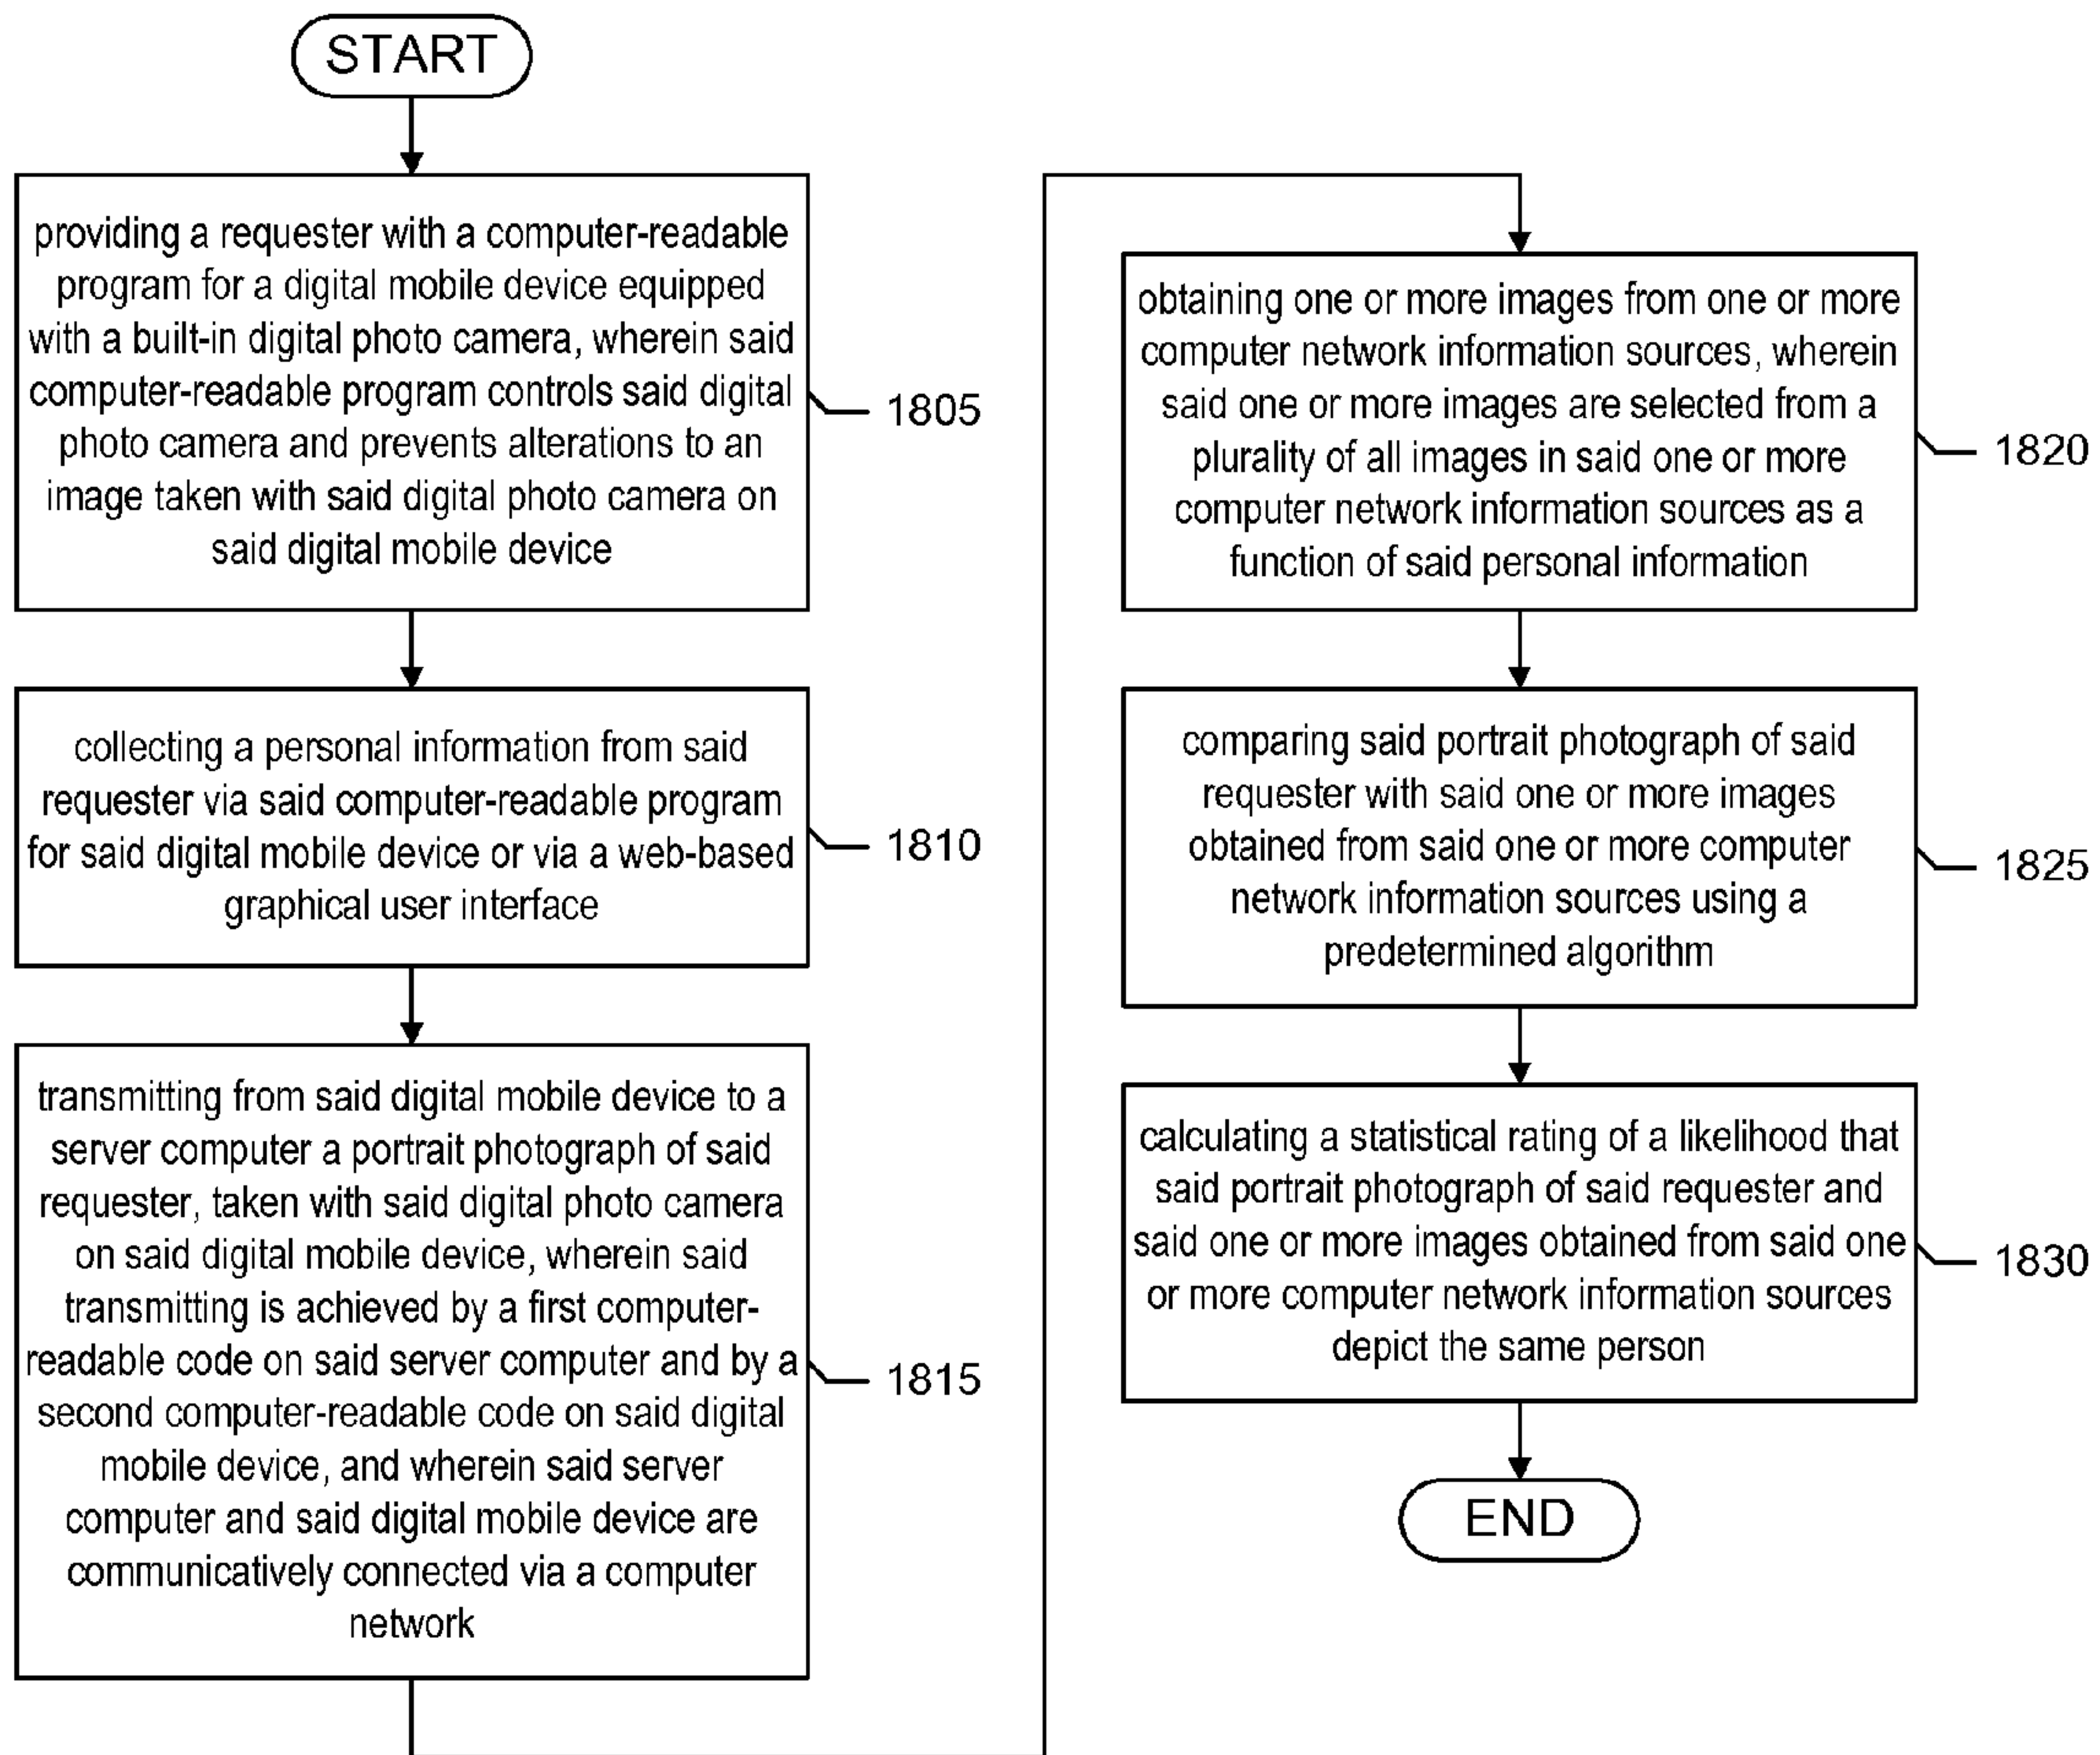 START
providing a requester with a computer-readable
program for a digital mobile device equipped
with a built-in digital photo camera, wherein said
computer-readable program controls said digital
photo camera and prevents alterations to an
image taken with said digital photo camera on
said digital mobile device
1805
collecting a personal information from said
requester via said computer-readable program
for said digital mobile device or via a web-based
graphical user interface
1810
transmitting from said digital mobile device to a
server computer a portrait photograph of said
requester, taken with said digital photo camera
on said digital mobile device, wherein said
transmitting is achieved by a first computer-
readable code on said server computer and by a
second computer-readable code on said digital
mobile device, and wherein said server
computer and said digital mobile device are
communicatively connected via a computer
network
1815
obtaining one or more images from one or more
computer network information sources, wherein
said one or more images are selected from a
plurality of all images in said one or more
computer network information sources as a
function of said personal information
1820
comparing said portrait photograph of said
requester with said one or more images
obtained from said one or more computer
network information sources using a
predetermined algorithm
1825
calculating a statistical rating of a likelihood that
said portrait photograph of said requester and
said one or more images obtained from said one
or more computer network information sources
depict the same person
1830
END